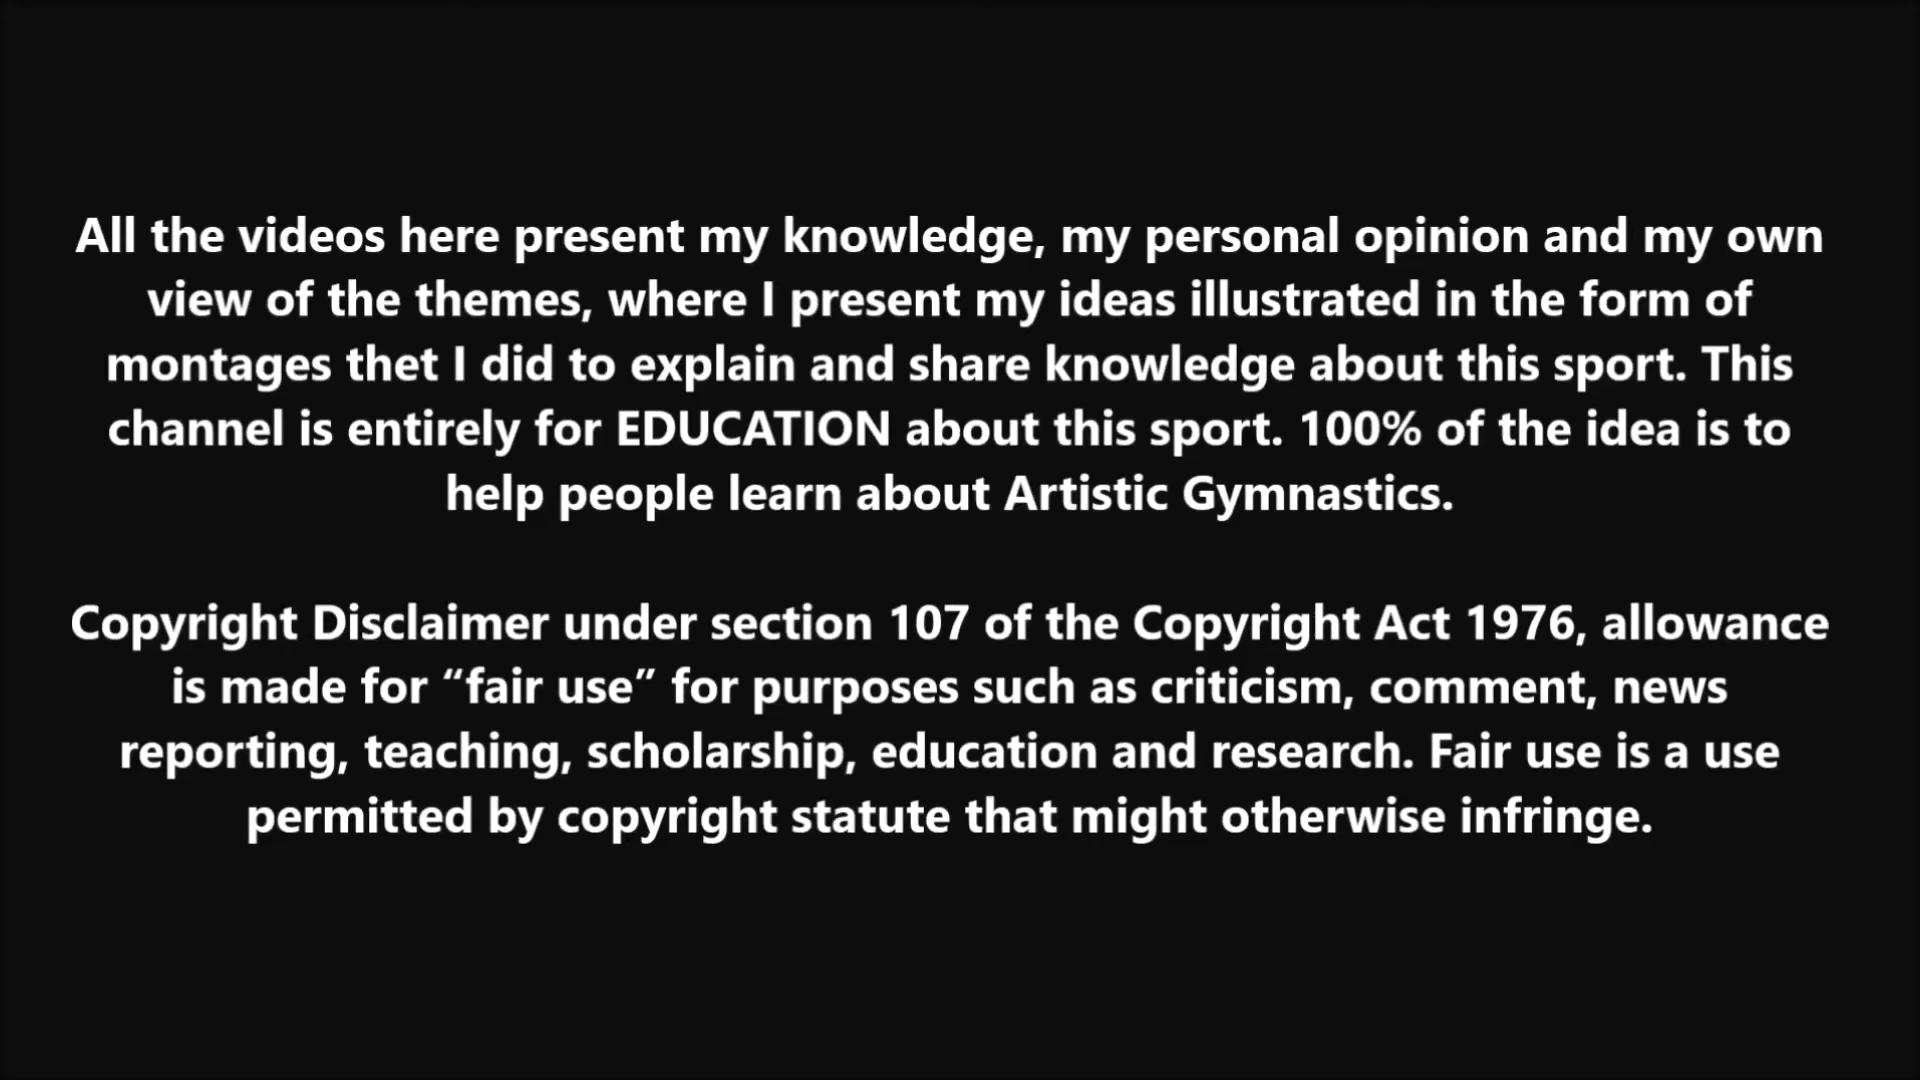 All the videos here present my knowledge, my personal opinion and my own
view of the themes, where I present my ideas illustrated in the form of
montages thet I did to explain and share knowledge about this sport. This
channel is entirely for EDUCATION about this sport. 100% of the idea is to
help people learn about Artistic Gymnastics.
Copyright Disclaimer under section 107 of the Copyright Act 1976, allowance
is made for “fair use” for purposes such as criticism, comment, news
reporting, teaching, scholarship, education and research. Fair use is a use
permitted by copyright statute that might otherwise infringe.